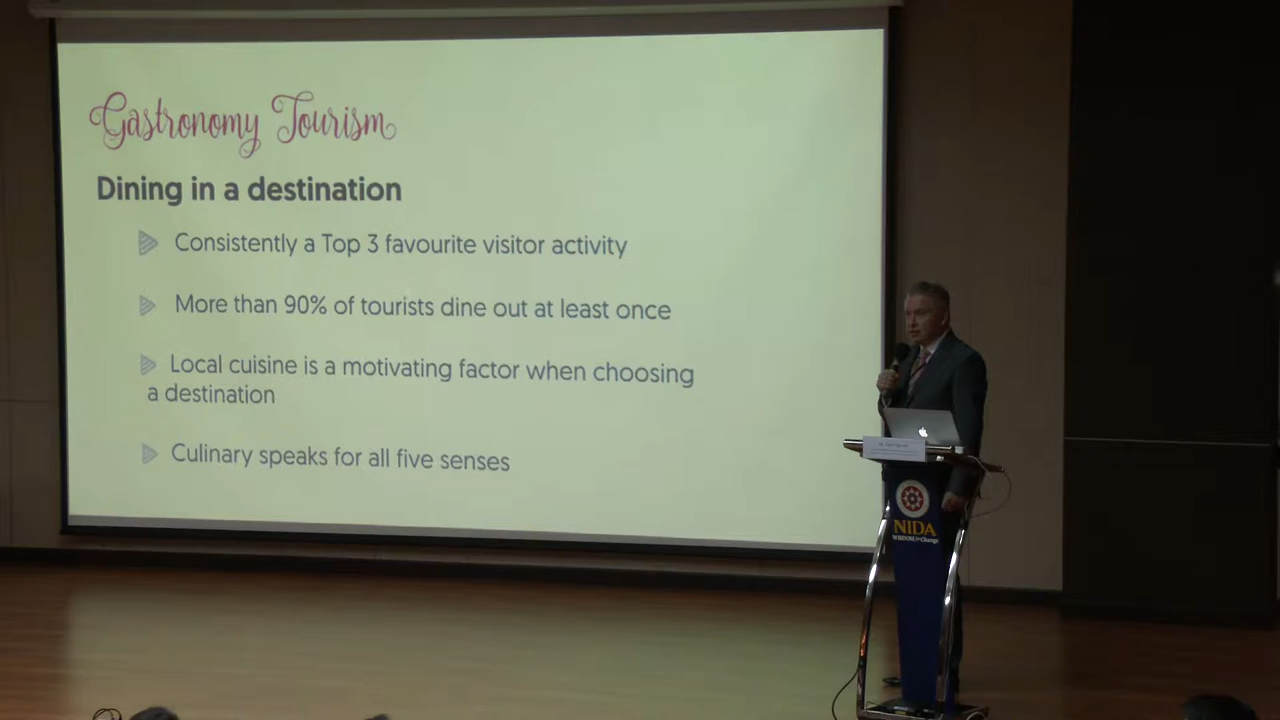 Gastronomy Tourism
Dining in a destination
Consistently a Top 3 favourite visitor activity
More than 90% of tourists dine out at least once
Local cuisine is a motivating factor when choosing
a destination
Culinary speaks for all five senses
NIDA
WISDOM for Change